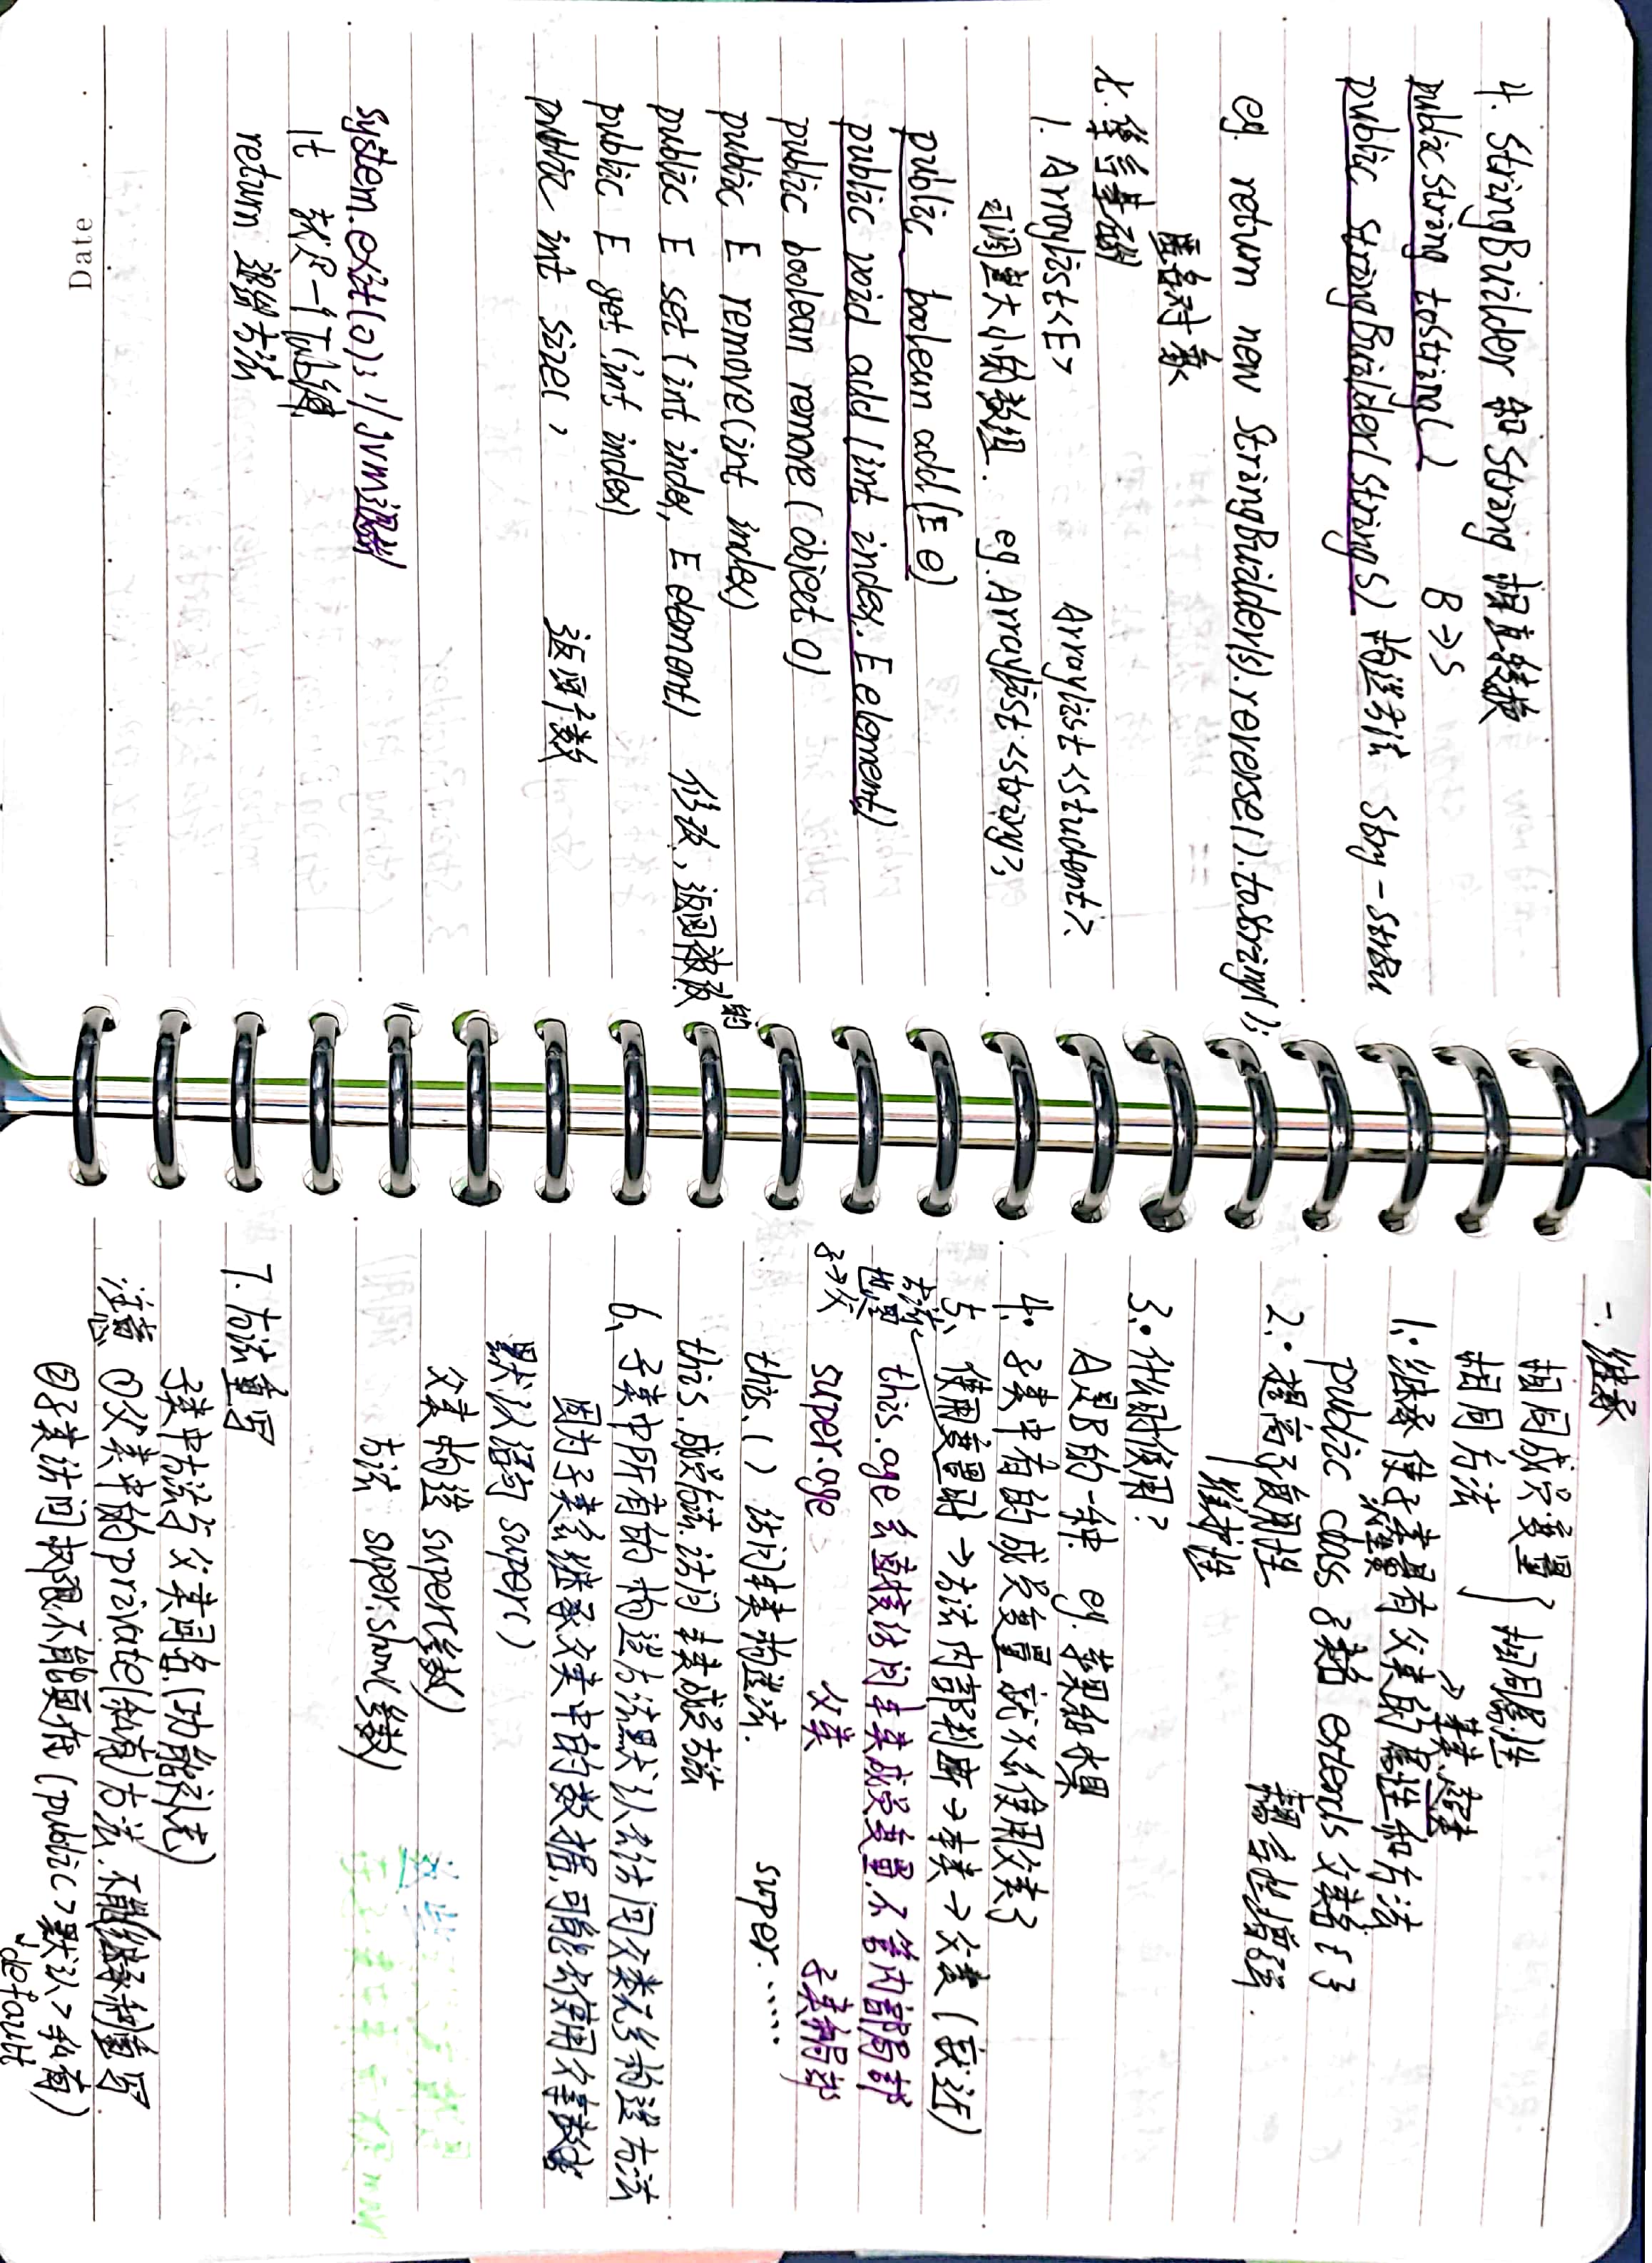 4. StringBuilder 和 String 相互转换
public String toString( ) B→S
public StringBuilder(String S) 构造方法 Stry-StrBu
eg. return new StringBuilder(s).reverse().toString();
匿名对象
七.集合基础
1. ArrayList<E> ArrayList<Student>.
可调整大小的数组. eg.ArrayList<string>,
public boolean add(E e)
public void add (int index, E element)
public boolean remove (object o)
public E remove(int index)
public E set (int index, E element) 修改,返回被改的
public E get (int index)
public int size( ) 返回个数
system.exit(0); // JVM退出
\t 就是一个Tab键
return 退出方法
Date
一. 继承
相同成员变量
相同方法 } 相同属性
→基类、超类
1: 继承使子类具有父类的属性和方法
派生类
public class 子类名 extends 父类名 { }
2: 提高了复用性 耦合性增强.
维护性
3: 什么时使用?
A是B的一种 eg. 苹果和水果
4: 子类中有的成员变量就不会使用父类了
5、使用变量时→方法内部判断→本类→父类 (就近)
方法也是子→父
this.age 会直接访问本类成员变量.不管内部局部
super.age 父类 子类和局部
this.( ) 访问本类构造法. super.……
this.成员方法.访问本类成员方法
6、子类中所有的构造方法默认会访问父类无参构造方法
因为子类会继承父类中的数据,可能会使用父类数据
默认语句 super( )
父类构造 super(参数)
方法 super.show(参数)
这些
7. 方法重写
子类中方法与父类同名.(功能补充)
注意 ①父类中的private(私有)方法.不能(继承和)重写
②子类访问权限不能更低 (public>默认>私有)
↓default